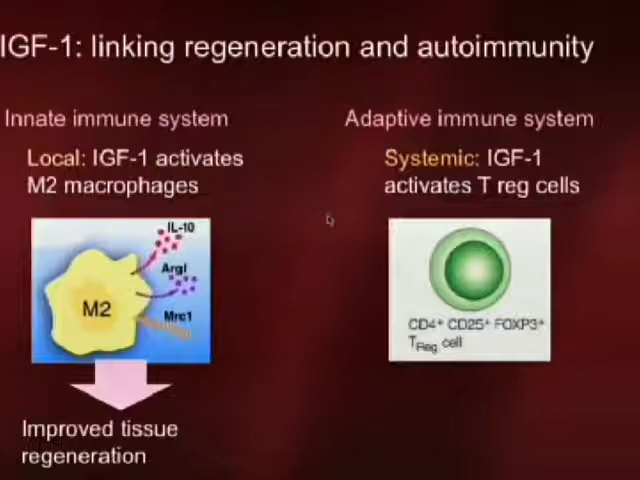 IGF-1: linking regeneration and autoimmunity
Innate immune system
Local: IGF-1 activates
M2 macrophages
IL-10
ArgI
Mrc1
M2
Improved tissue
regeneration
Adaptive immune system
Systemic: IGF-1
activates T reg cells
CD4⁺ CD25⁺ FOXP3⁺
TReg cell